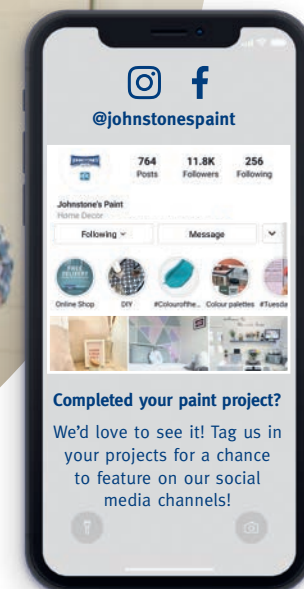 @johnstonespaint
764 11.8K 256
Posts Followers Following
Johnstone's Paint
Home Decor
Following Message
FREE
DELIVERY
Online Shop DIY #Colourofthe... Colour palettes #Tuesda
Completed your paint project?
We'd love to see it! Tag us in
your projects for a chance
to feature on our social
media channels!